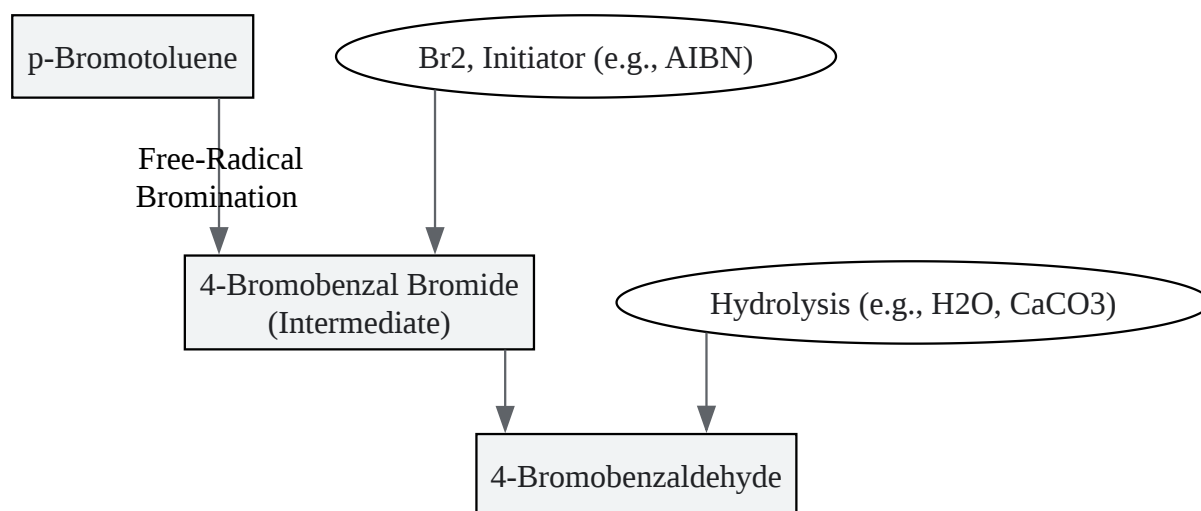 p-Bromotoluene
Br2, Initiator (e.g., AIBN)
Free-Radical
Bromination
4-Bromobenzal Bromide
(Intermediate)
Hydrolysis (e.g., H2O, CaCO3)
4-Bromobenzaldehyde